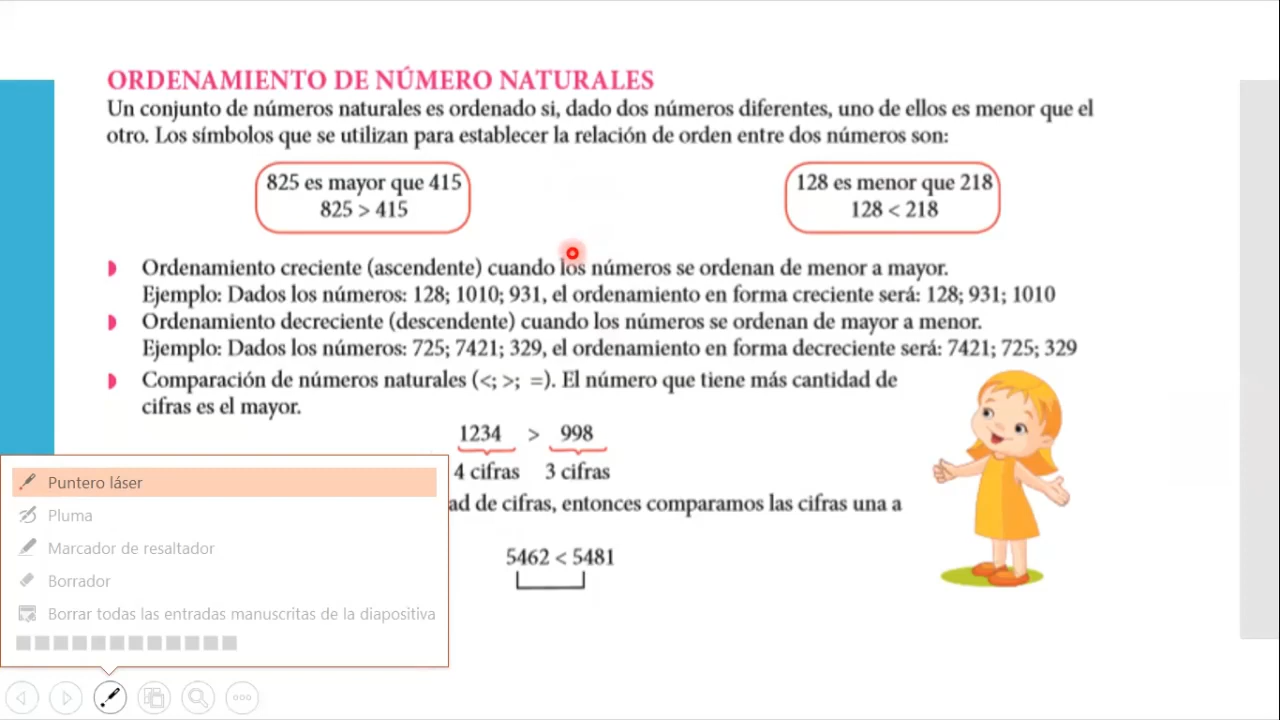 ORDENAMIENTO DE NÚMERO NATURALES
Un conjunto de números naturales es ordenado si, dado dos números diferentes, uno de ellos es menor que el
otro. Los símbolos que se utilizan para establecer la relación de orden entre dos números son:
825 es mayor que 415
825 > 415
128 es menor que 218
128 < 218
Ordenamiento creciente (ascendente) cuando los números se ordenan de menor a mayor.
Ejemplo: Dados los números: 128; 1010; 931, el ordenamiento en forma creciente será: 128; 931; 1010
Ordenamiento decreciente (descendente) cuando los números se ordenan de mayor a menor.
Ejemplo: Dados los números: 725; 7421; 329, el ordenamiento en forma decreciente será: 7421; 725; 329
Comparación de números naturales (<; >; =). El número que tiene más cantidad de
cifras es el mayor.
1234 > 998
4 cifras 3 cifras
ad de cifras, entonces comparamos las cifras una a
5462 < 5481
Puntero láser
Pluma
Marcador de resaltador
Borrador
Borrar todas las entradas manuscritas de la diapositiva